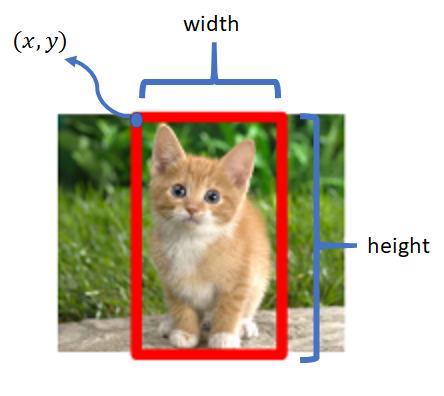 width
(x, y)
height